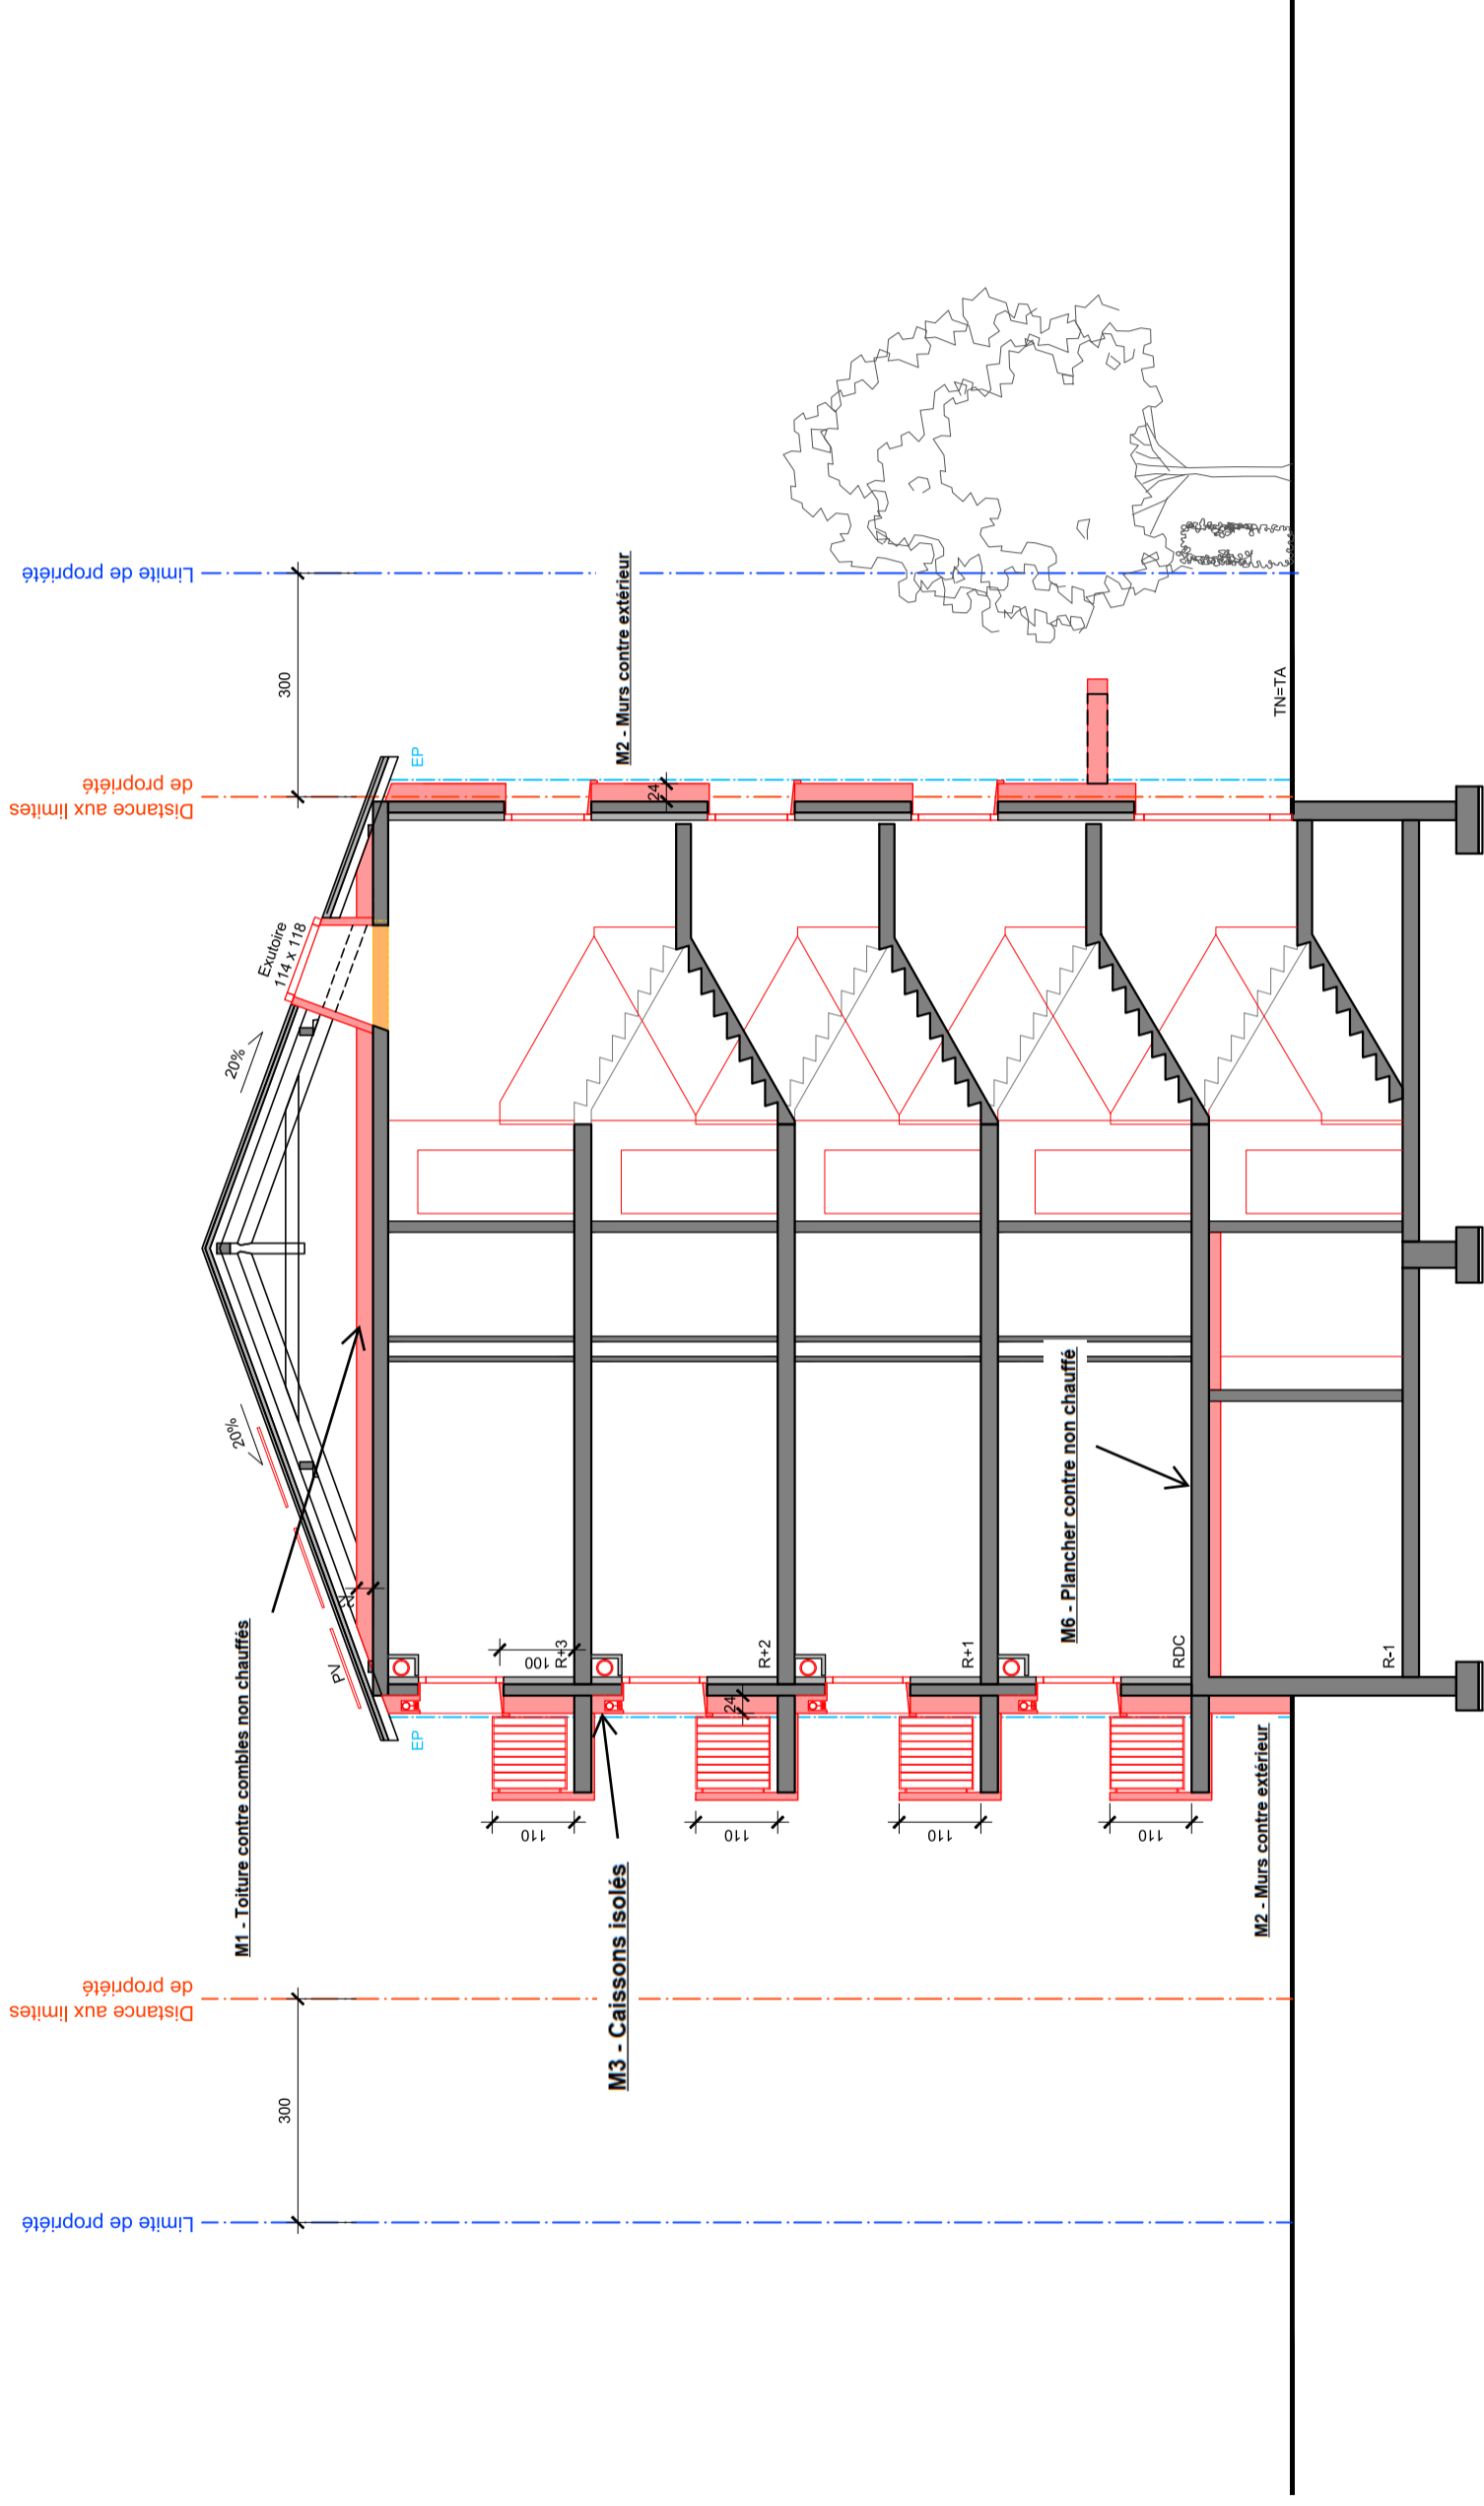 Limite de propriété
300
Distance aux limites
de propriété
EP
M2 - Murs contre extérieur
24
TN=TA
Exutoire
114 x 118
20%
20%
PV
22
M1 - Toiture contre combles non chauffés
EP
100
R+3
R+2
R+1
RDC
R-1
M6 - Plancher contre non chauffé
24
110
110
110
110
M3 - Caissons isolés
M2 - Murs contre extérieur
Distance aux limites
de propriété
300
Limite de propriété